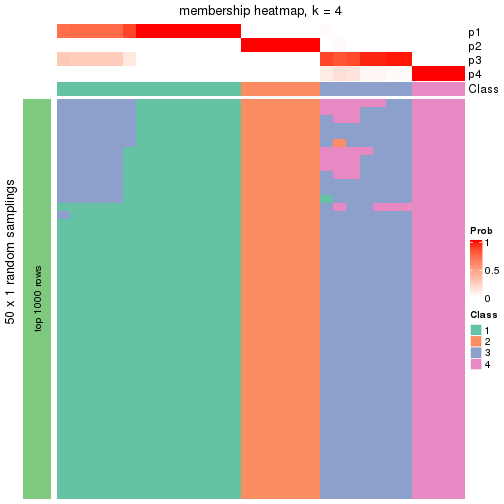 membership heatmap, k = 4
p1
p2
p3
p4
Class
50 x 1 random samplings
top 1000 rows
Prob
1
0.5
0
Class
1
2
3
4